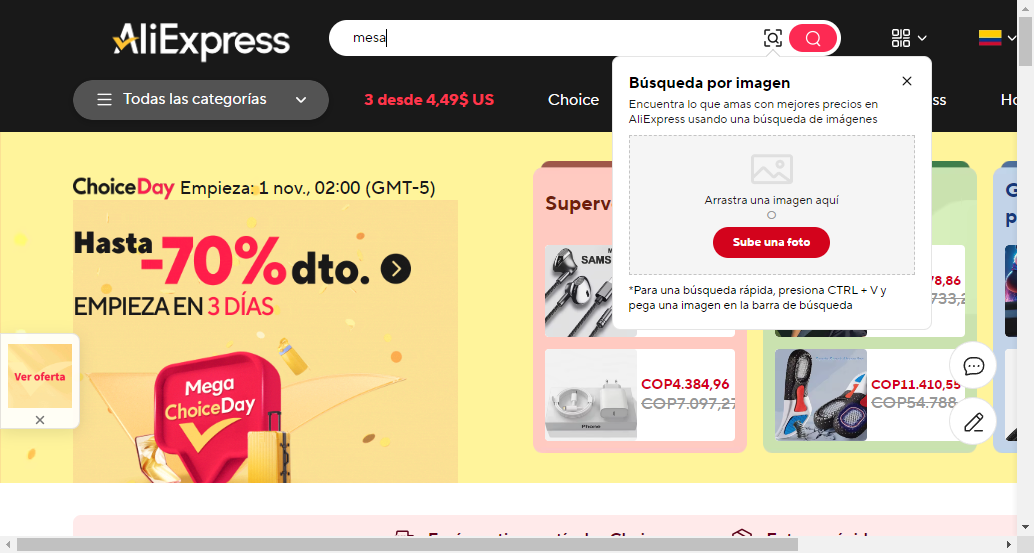 AliExpress
mesa
Todas las categorías
3 desde 4,49$ US
Choice
Búsqueda por imagen
Encuentra lo que amas con mejores precios en
AliExpress usando una búsqueda de imágenes
Arrastra una imagen aquí
O
Sube una foto
*Para una búsqueda rápida, presiona CTRL + V y
pega una imagen en la barra de búsqueda
ChoiceDay Empieza: 1 nov., 02:00 (GMT-5)
Hasta
-70% dto.
EMPIEZA EN 3 DÍAS
Mega
ChoiceDay
Ver oferta
SAMS
78,86
733,2
Phone
COP4.384,96
COP7.097,27
COP11.410,55
COP54.788